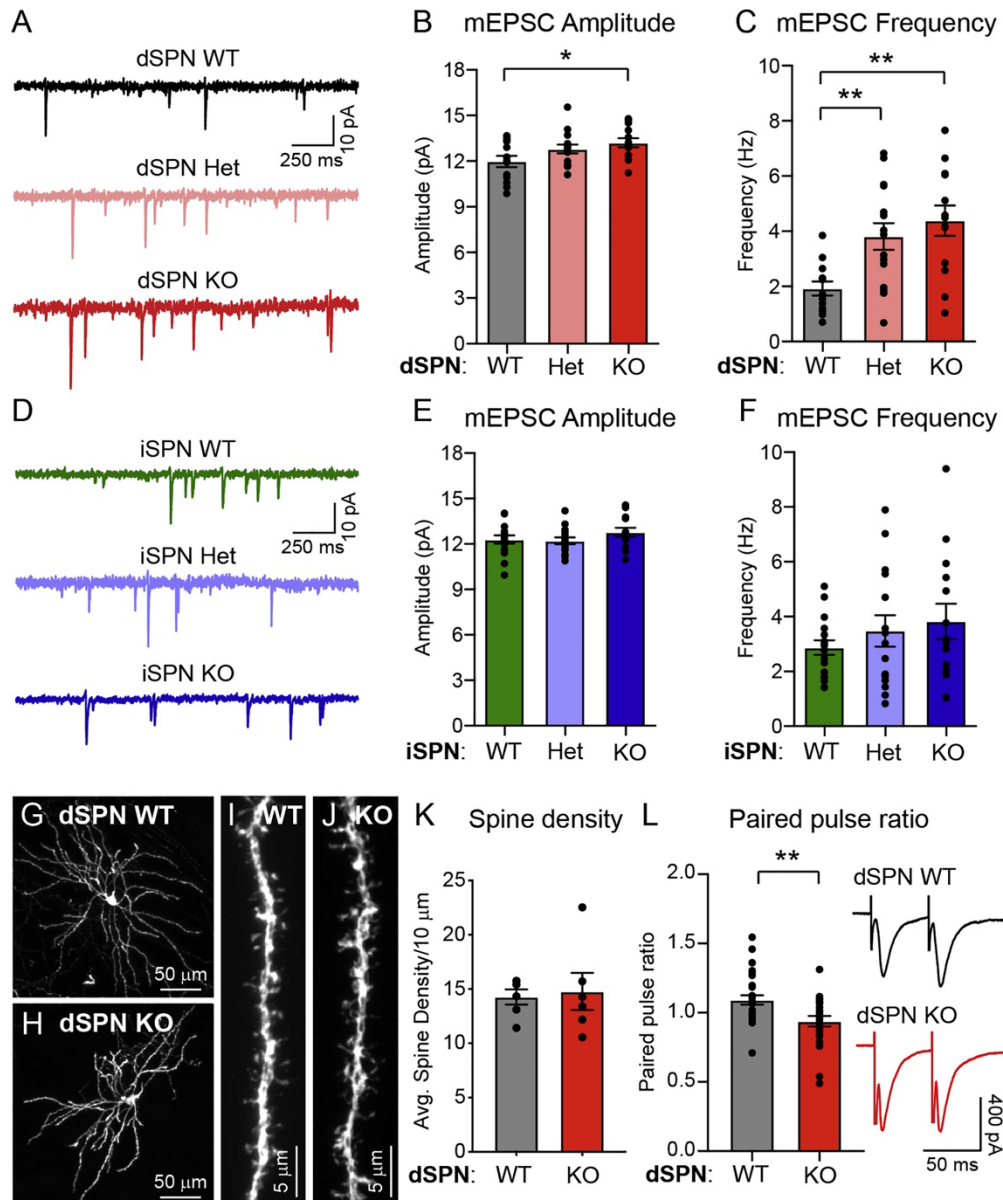 A
dSPN WT
250 ms
10 pA
dSPN Het
dSPN KO
B
mEPSC Amplitude
*
18
15
12
9
6
3
0
Amplitude (pA)
dSPN: WT Het KO
C
mEPSC Frequency
**
**
10
8
6
4
2
0
Frequency (Hz)
dSPN: WT Het KO
D
iSPN WT
250 ms
10 pA
iSPN Het
iSPN KO
E
mEPSC Amplitude
18
15
12
9
6
3
0
Amplitude (pA)
iSPN: WT Het KO
F
mEPSC Frequency
10
8
6
4
2
0
Frequency (Hz)
iSPN: WT Het KO
G dSPN WT
50 μm
H dSPN KO
50 μm
I WT
5 μm
J KO
5 μm
K
Spine density
25
20
15
10
5
0
Avg. Spine Density/10 μm
dSPN: WT KO
L
Paired pulse ratio
**
2.0
1.5
1.0
0.5
0.0
Paired pulse ratio
dSPN: WT KO
dSPN WT
dSPN KO
400 pA
50 ms